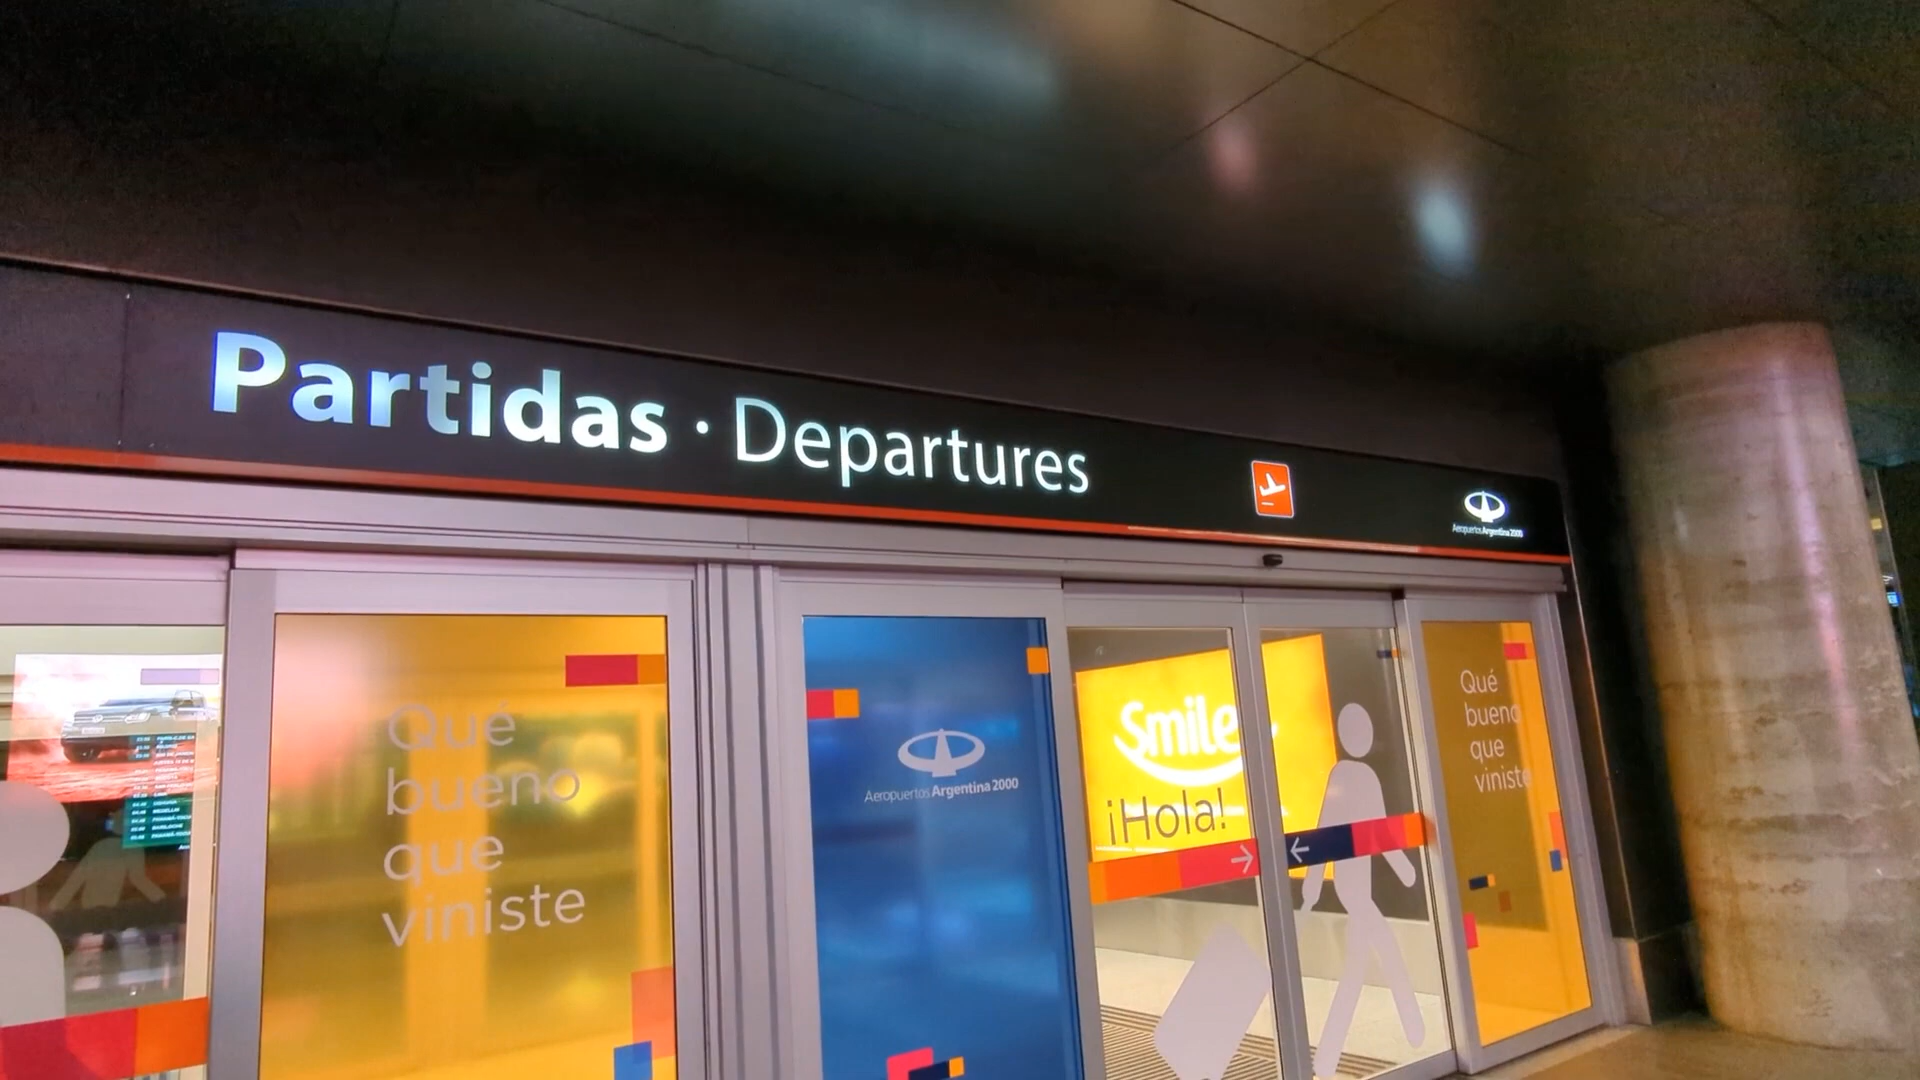 Partidas · Departures
Aeropuertos Argentina 2000
Qué
bueno
que
viniste
Aeropuertos Argentina 2000
Smiles
¡Hola!
Qué
bueno
que
viniste